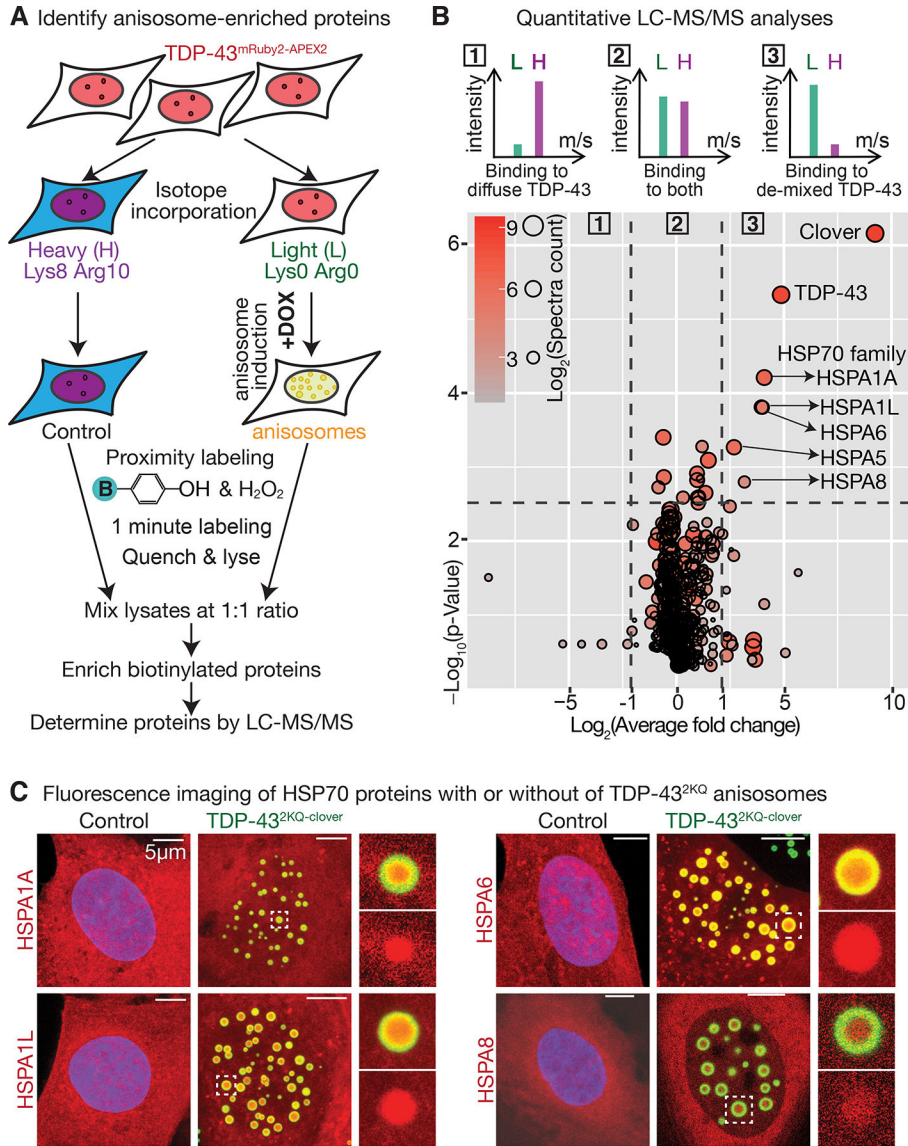 A Identify anisosome-enriched proteins
TDP-43mRuby2-APEX2
Isotope
incorporation
Heavy (H)
Lys8 Arg10
Light (L)
Lys0 Arg0
anisosome
induction
+DOX
Control
anisosomes
Proximity labeling
B
OH & H2O2
1 minute labeling
Quench & lyse
Mix lysates at 1:1 ratio
Enrich biotinylated proteins
Determine proteins by LC-MS/MS
B Quantitative LC-MS/MS analyses
1
L H
intensity
m/s
Binding to
diffuse TDP-43
2
L H
intensity
m/s
Binding
to both
3
L H
intensity
m/s
Binding to
de-mixed TDP-43
1
2
3
9
6
3
Log2(Spectra count)
Clover
TDP-43
HSP70 family
HSPA1A
HSPA1L
HSPA6
HSPA5
HSPA8
6
4
2
−Log10(p-Value)
−5 -1 0 1 5 10
Log2(Average fold change)
C Fluorescence imaging of HSP70 proteins with or without of TDP-432KQ anisosomes
Control TDP-432KQ-clover
5μm
HSPA1A
HSPA1L
Control TDP-432KQ-clover
HSPA6
HSPA8